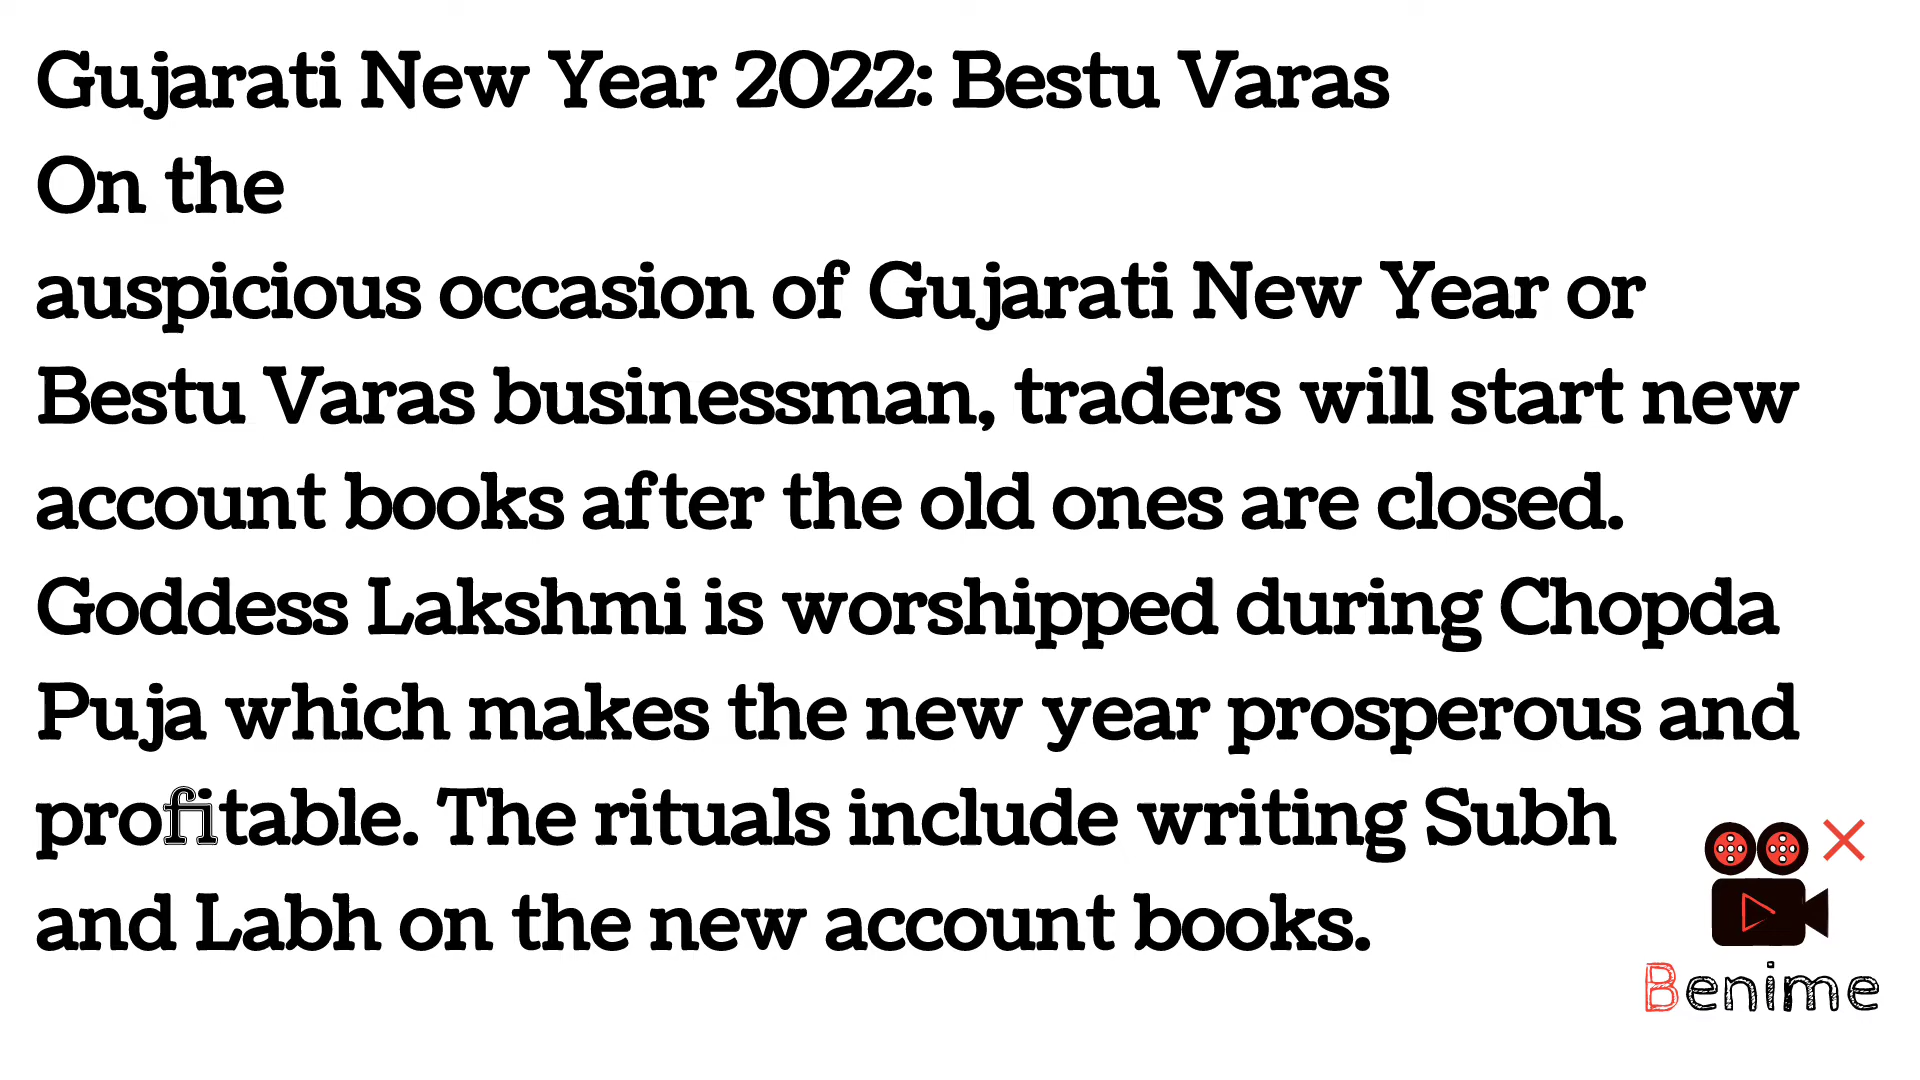 Gujarati New Year 2022: Bestu Varas
On the
auspicious occasion of Gujarati New Year or
Bestu Varas businessman, traders will start new
account books after the old ones are closed.
Goddess Lakshmi is worshipped during Chopda
Puja which makes the new year prosperous and
profitable. The rituals include writing Subh
and Labh on the new account books.
Benime